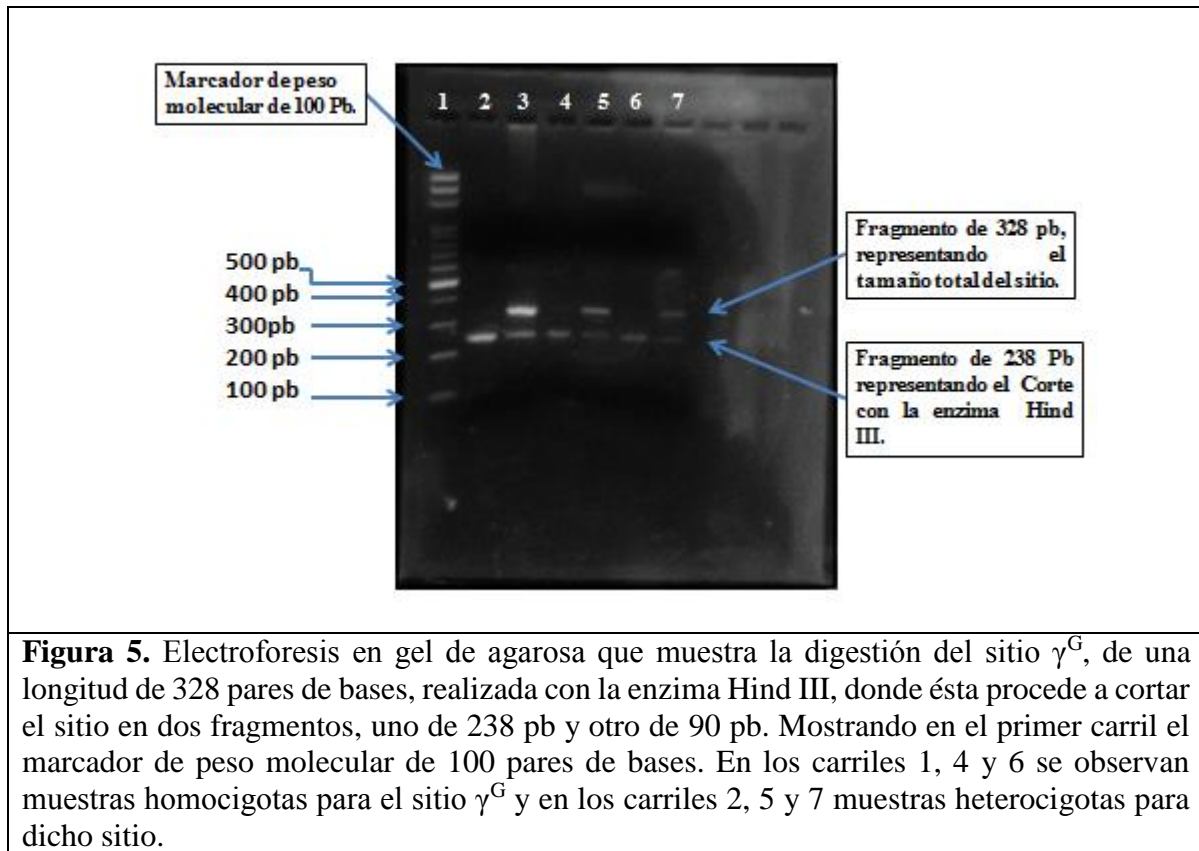 Marcador de peso
molecular de 100 Pb.
1 2 3 4 5 6 7
500 pb
400 pb
300pb
200 pb
100 pb
Fragmento de 328 pb,
representando el
tamaño total del sitio.
Fragmento de 238 Pb
representando el Corte
con la enzima Hind
III.
Figura 5. Electroforesis en gel de agarosa que muestra la digestión del sitio γᴳ, de una
longitud de 328 pares de bases, realizada con la enzima Hind III, donde ésta procede a cortar
el sitio en dos fragmentos, uno de 238 pb y otro de 90 pb. Mostrando en el primer carril el
marcador de peso molecular de 100 pares de bases. En los carriles 1, 4 y 6 se observan
muestras homocigotas para el sitio γᴳ y en los carriles 2, 5 y 7 muestras heterocigotas para
dicho sitio.